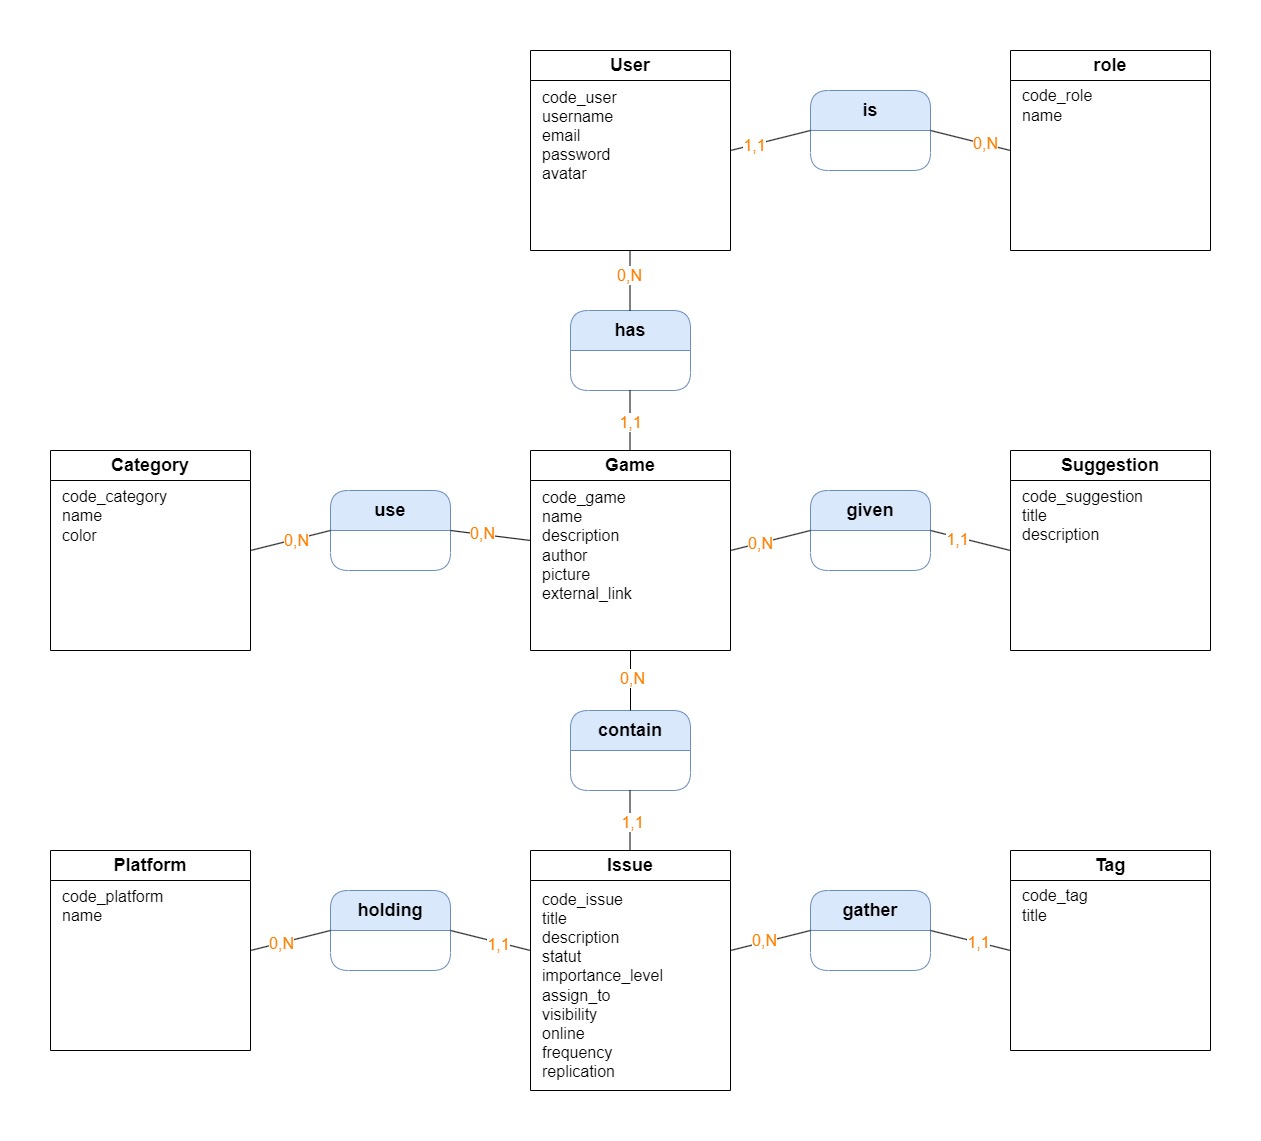 User
code_user
username
email
password
avatar
is
1,1
0,N
role
code_role
name
0,N
has
1,1
Category
code_category
name
color
use
0,N
0,N
Game
code_game
name
description
author
picture
external_link
given
0,N
1,1
Suggestion
code_suggestion
title
description
0,N
contain
1,1
Platform
code_platform
name
holding
0,N
1,1
Issue
code_issue
title
description
statut
importance_level
assign_to
visibility
online
frequency
replication
gather
0,N
1,1
Tag
code_tag
title